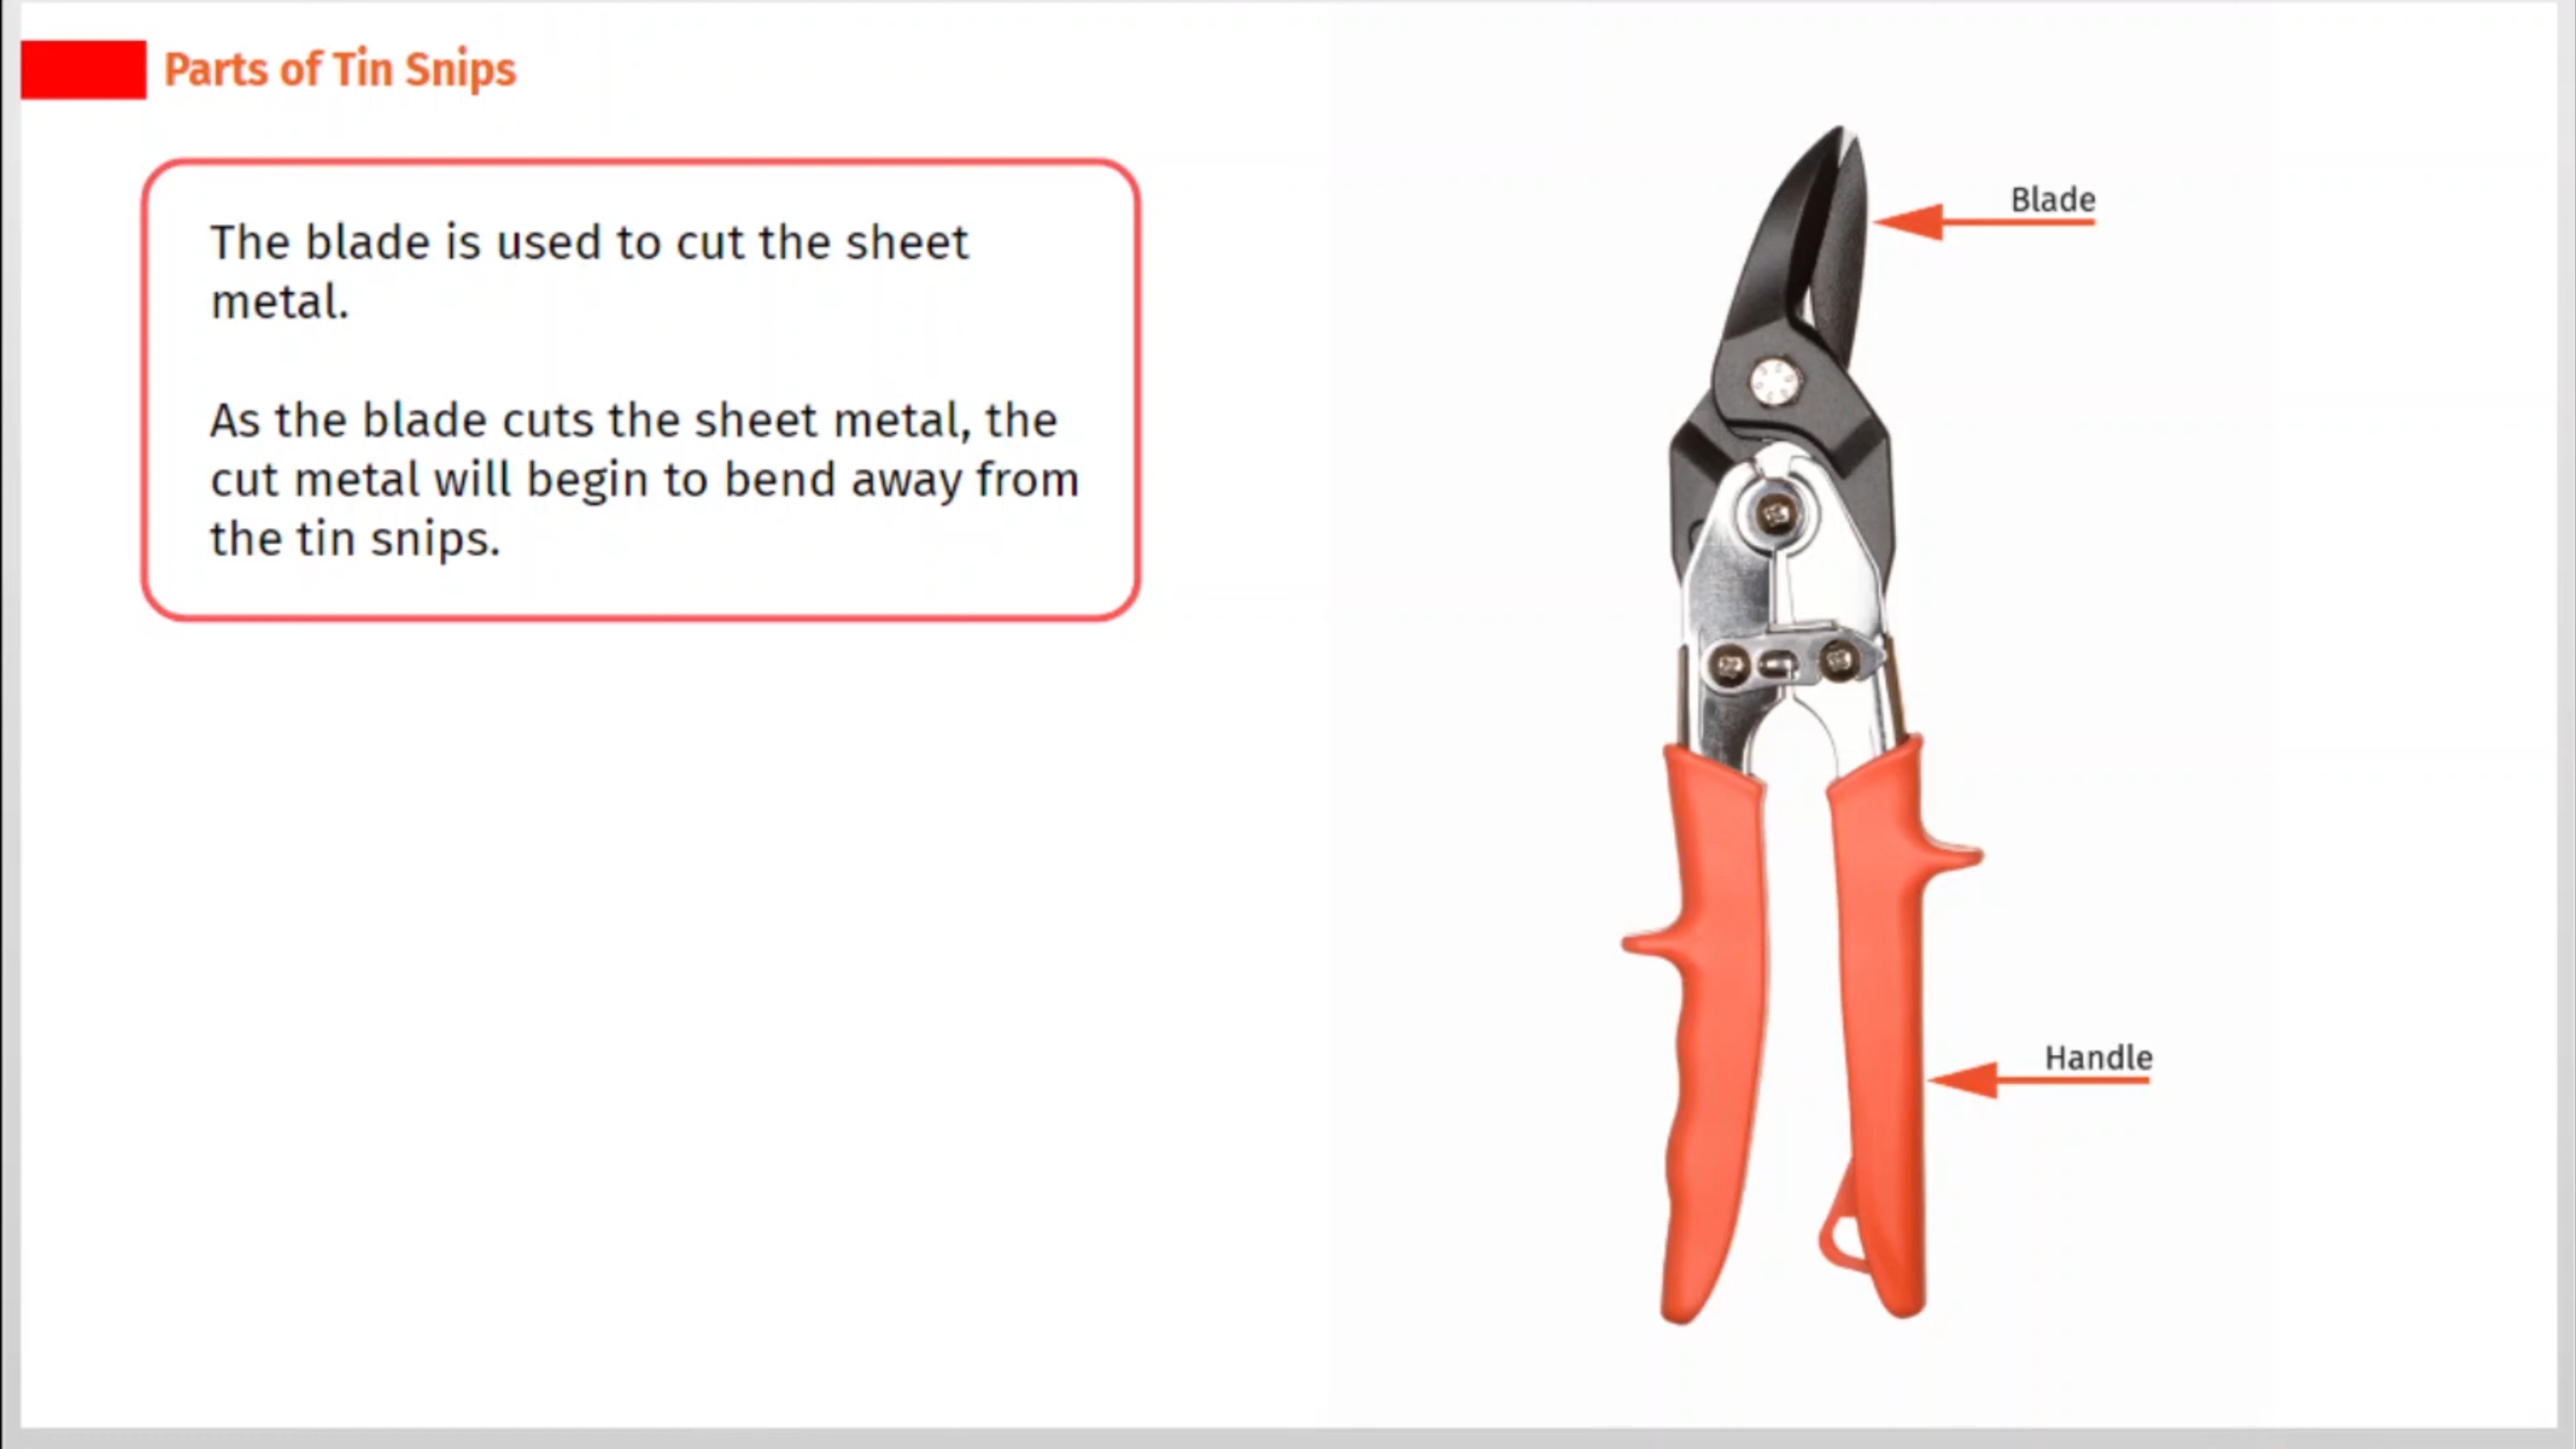 Parts of Tin Snips
The blade is used to cut the sheet
metal.
As the blade cuts the sheet metal, the
cut metal will begin to bend away from
the tin snips.
Blade
Handle